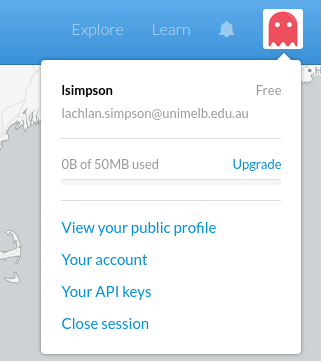 Explore Learn
lsimpson Free
lachlan.simpson@unimelb.edu.au
0B of 50MB used Upgrade
View your public profile
Your account
Your API keys
Close session